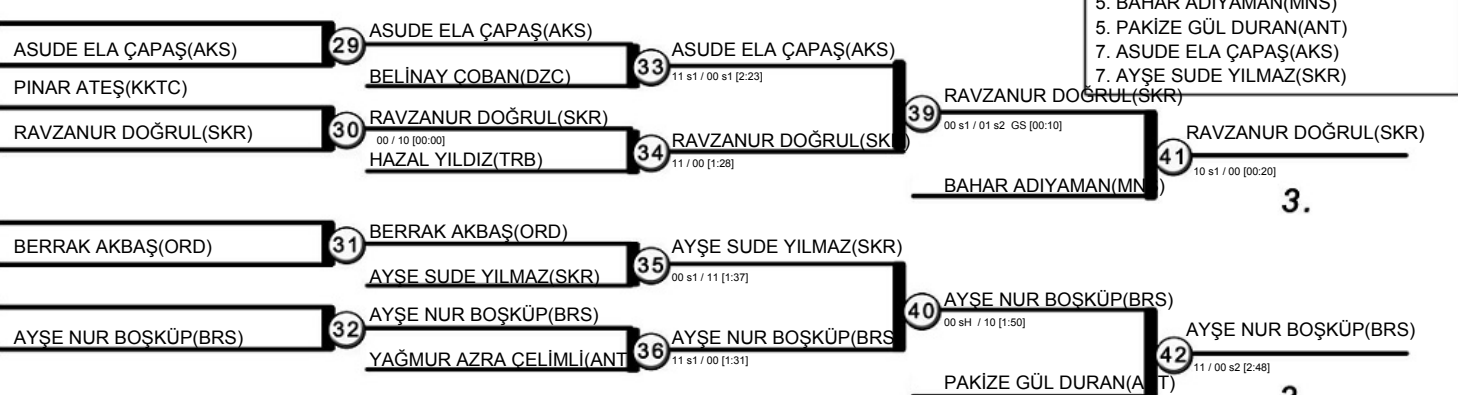 5. BAHAR ADIYAMAN(MNS)
5. PAKİZE GÜL DURAN(ANT)
7. ASUDE ELA ÇAPAŞ(AKS)
7. AYŞE SUDE YILMAZ(SKR)
ASUDE ELA ÇAPAŞ(AKS)
29
ASUDE ELA ÇAPAŞ(AKS)
BELİNAY ÇOBAN(DZC)
33
ASUDE ELA ÇAPAŞ(AKS)
11 s1 / 00 s1 [2:23]
PINAR ATEŞ(KKTC)
RAVZANUR DOĞRUL(SKR)
30
RAVZANUR DOĞRUL(SKR)
00 / 10 [00:00]
HAZAL YILDIZ(TRB)
34
RAVZANUR DOĞRUL(SKR)
11 / 00 [1:28]
39
RAVZANUR DOĞRUL(SKR)
00 s1 / 01 s2 GS [00:10]
BAHAR ADIYAMAN(MNS)
41
RAVZANUR DOĞRUL(SKR)
10 s1 / 00 [00:20]
3.
BERRAK AKBAŞ(ORD)
31
BERRAK AKBAŞ(ORD)
AYŞE SUDE YILMAZ(SKR)
35
AYŞE SUDE YILMAZ(SKR)
00 s1 / 11 [1:37]
AYŞE NUR BOŞKÜP(BRS)
32
AYŞE NUR BOŞKÜP(BRS)
YAĞMUR AZRA ÇELİMLİ(ANT
36
AYŞE NUR BOŞKÜP(BRS
11 s1 / 00 [1:31]
40
AYŞE NUR BOŞKÜP(BRS)
00 sH / 10 [1:50]
PAKİZE GÜL DURAN(ANT)
42
AYŞE NUR BOŞKÜP(BRS)
11 / 00 s2 [2:48]